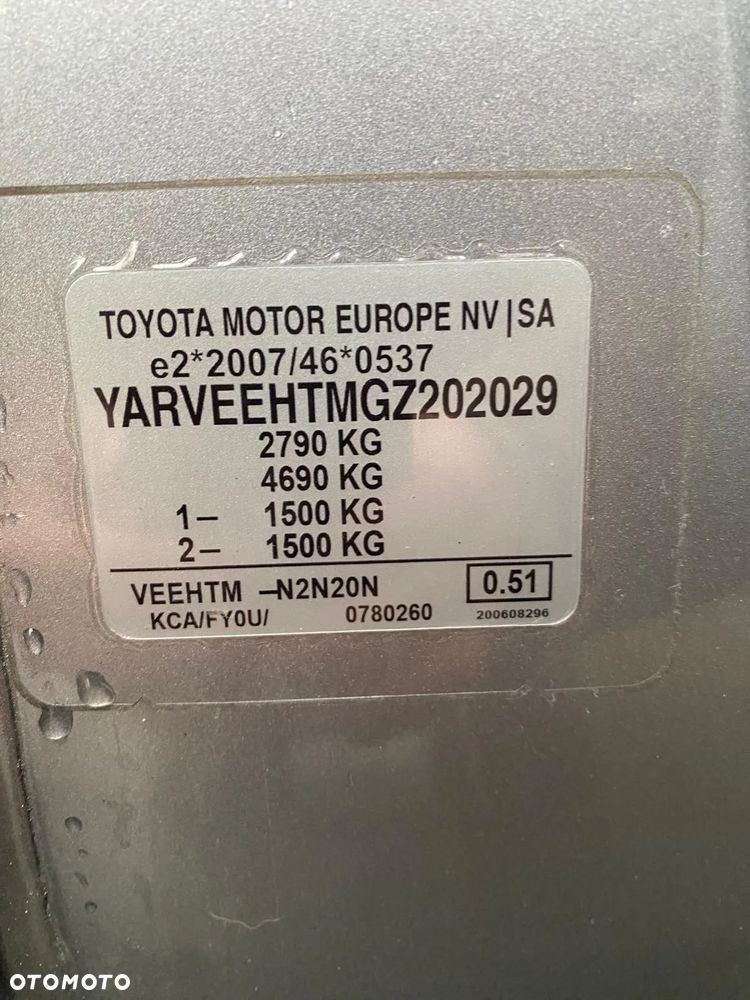 TOYOTA MOTOR EUROPE NV|SA
e2*2007/46*0537
YARVEEHTMGZ202029
2790 KG
4690 KG
1– 1500 KG
2– 1500 KG
VEEHTM –N2N20N 0.51
KCA/FY0U/ 0780260 200608296
OTOMOTO